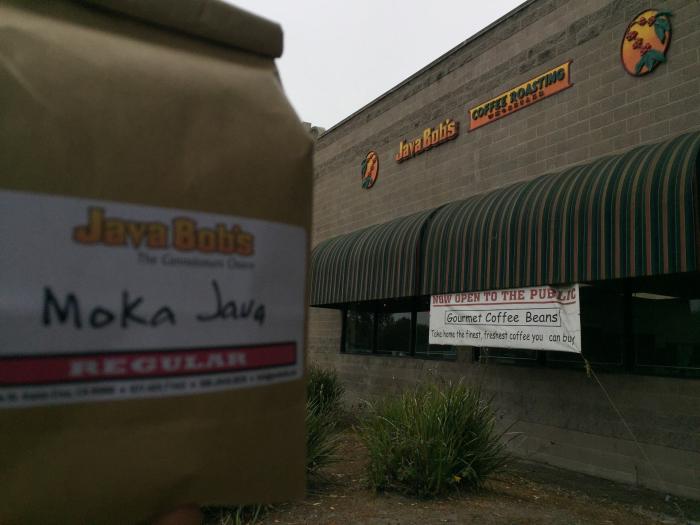 Java Bob's
The Connoisseurs Choice
Moka Java
REGULAR
Java Bob's
COFFEE ROASTING
NOW OPEN TO THE PUBLIC
Gourmet Coffee Beans
Take home the finest, freshest coffee you can buy